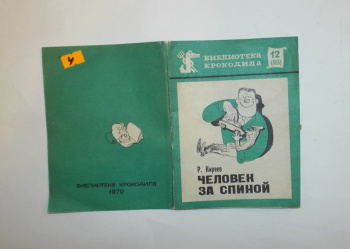 У
БИБЛИОТЕКА КРОКОДИЛА
1970
БИБЛИОТЕКА
КРОКОДИЛА
12
Р. Киреев
ЧЕЛОВЕК
ЗА СПИНОЙ